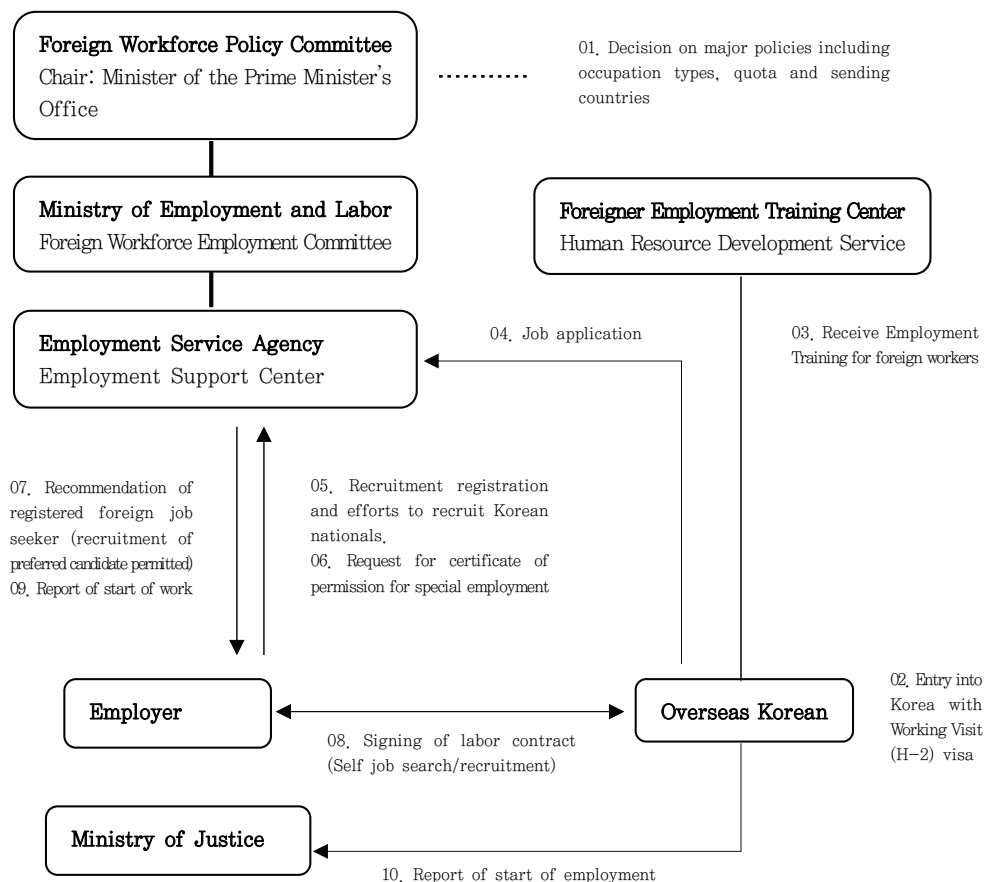 Foreign Workforce Policy Committee
Chair: Minister of the Prime Minister's
Office
01. Decision on major policies including
occupation types, quota and sending
countries
Ministry of Employment and Labor
Foreign Workforce Employment Committee
Foreigner Employment Training Center
Human Resource Development Service
Employment Service Agency
Employment Support Center
04. Job application
03. Receive Employment
Training for foreign workers
07. Recommendation of
registered foreign job
seeker (recruitment of
preferred candidate permitted)
09. Report of start of work
05. Recruitment registration
and efforts to recruit Korean
nationals.
06. Request for certificate of
permission for special employment
Employer
08. Signing of labor contract
(Self job search/recruitment)
Overseas Korean
02. Entry into
Korea with
Working Visit
(H-2) visa
Ministry of Justice
10. Report of start of employment